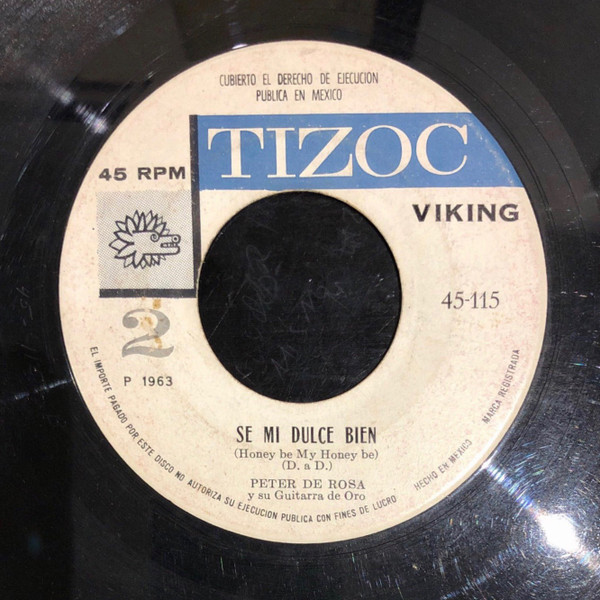 CUBIERTO EL DERECHO DE EJECUCION
PUBLICA EN MEXICO
TIZOC
45 RPM
VIKING
45-115
2
P 1963
SE MI DULCE BIEN
(Honey be My Honey be)
(D. a D.)
PETER DE ROSA
y su Guitarra de Oro
EL IMPORTE PAGADO POR ESTE DISCO NO AUTORIZA SU EJECUCION PUBLICA CON FINES DE LUCRO
HECHO EN MEXICO
MARCA REGISTRADA